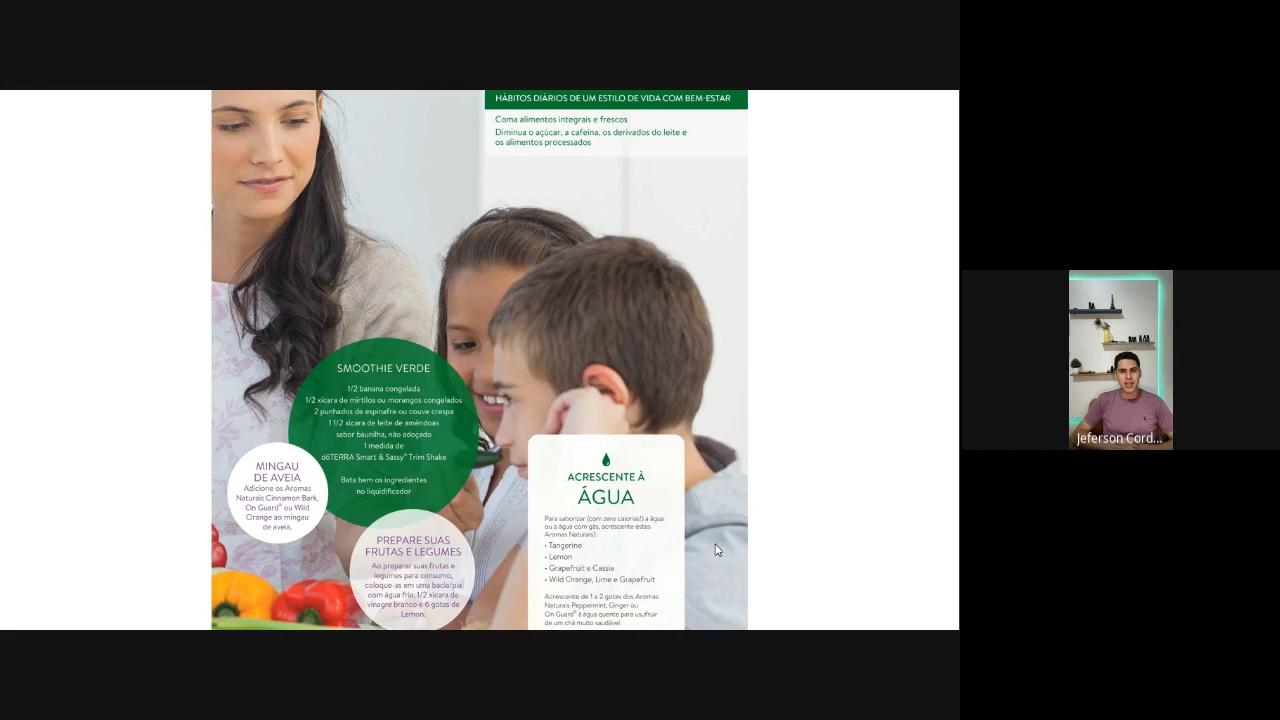 HÁBITOS DIÁRIOS DE UM ESTILO DE VIDA COM BEM-ESTAR
Coma alimentos integrais e frescos
Diminua o açúcar, a cafeína, os derivados do leite e
os alimentos processados
SMOOTHIE VERDE
1/2 banana congelada
1/2 xícara de mirtilos ou morangos congelados
2 punhados de espinafre ou couve crespa
1 1/2 xícara de leite de amêndoas
sabor baunilha, não adoçado
1 medida de
dōTERRA Smart & Sassy® Trim Shake
Bata bem os ingredientes
no liquidificador
MINGAU
DE AVEIA
Adicione os Aromas
Naturais Cinnamon Bark,
On Guard® ou Wild
Orange ao mingau
de aveia.
PREPARE SUAS
FRUTAS E LEGUMES
Ao preparar suas frutas e
legumes para consumo,
coloque-as em uma bacia/pia
com água fria, 1/2 xícara de
vinagre branco e 6 gotas de
Lemon.
ACRESCENTE À
ÁGUA
Para saborizar (com zero calorias!) a água
ou a água com gás, acrescente estes
Aromas Naturais):
• Tangerine
• Lemon
• Grapefruit e Cassia
• Wild Orange, Lime e Grapefruit
Acrescente de 1 a 2 gotas dos Aromas
Naturais Peppermint, Ginger ou
On Guard® à água quente para usufruir
de um chá muito saudável.
Jeferson Cord...